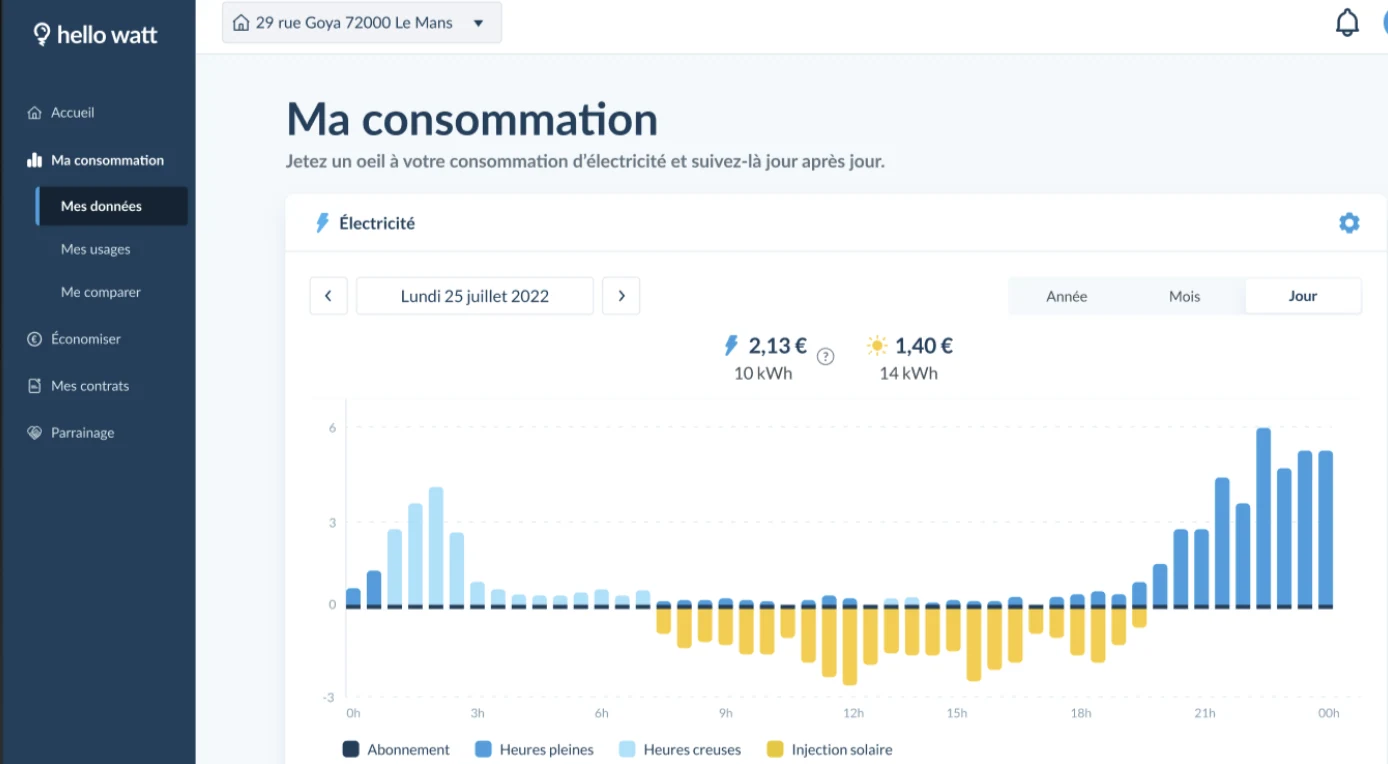 hello watt
29 rue Goya 72000 Le Mans
Accueil
Ma consommation
Mes données
Mes usages
Me comparer
Économiser
Mes contrats
Parrainage
Ma consommation
Jetez un oeil à votre consommation d'électricité et suivez-là jour après jour.
Électricité
Lundi 25 juillet 2022
Année Mois Jour
2,13 € ? 1,40 €
10 kWh 14 kWh
6
3
0
-3
0h 3h 6h 9h 12h 15h 18h 21h 00h
Abonnement Heures pleines Heures creuses Injection solaire